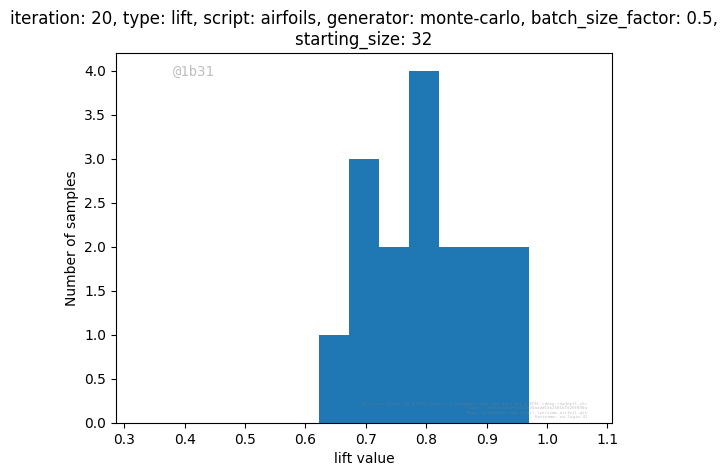 iteration: 20, type: lift, script: airfoils, generator: monte-carlo, batch_size_factor: 0.5,
starting_size: 32
@1b31
4.0
3.5
3.0
2.5
2.0
1.5
1.0
0.5
0.0
Number of samples
0.3 0.4 0.5 0.6 0.7 0.8 0.9 1.0 1.1
lift value